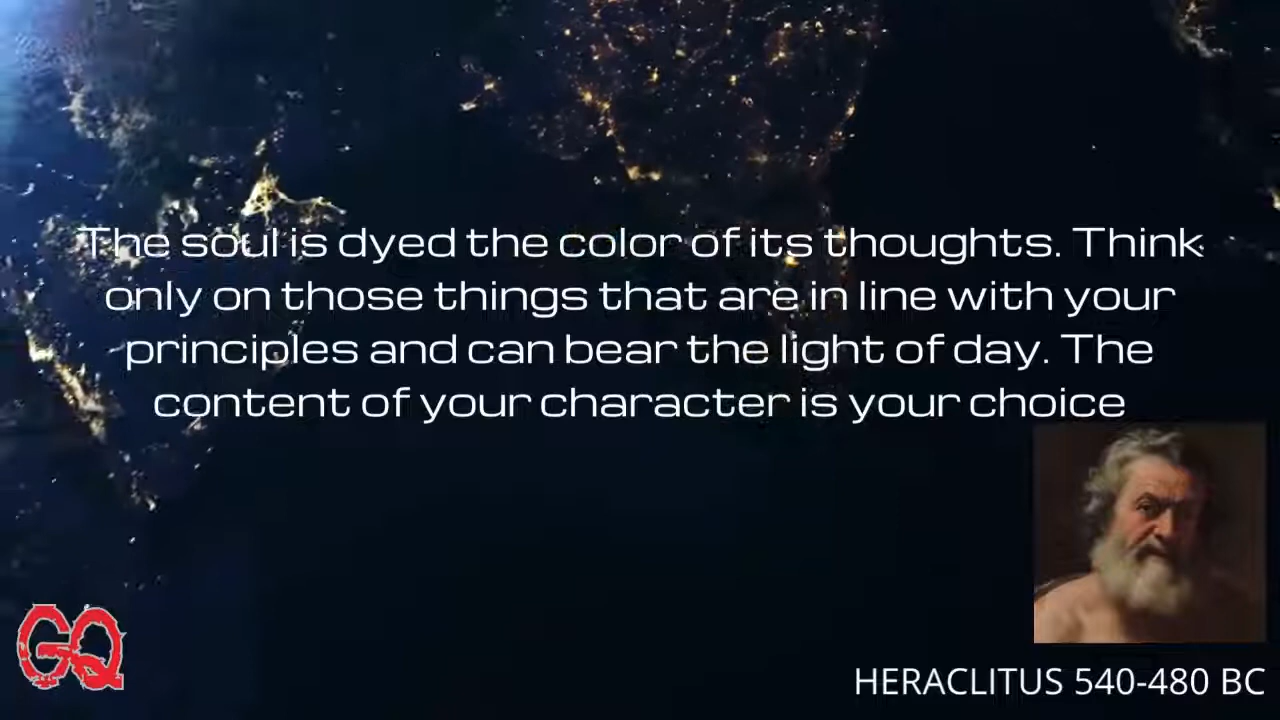 The soul is dyed the color of its thoughts. Think
only on those things that are in line with your
principles and can bear the light of day. The
content of your character is your choice
GQ
HERACLITUS 540-480 BC